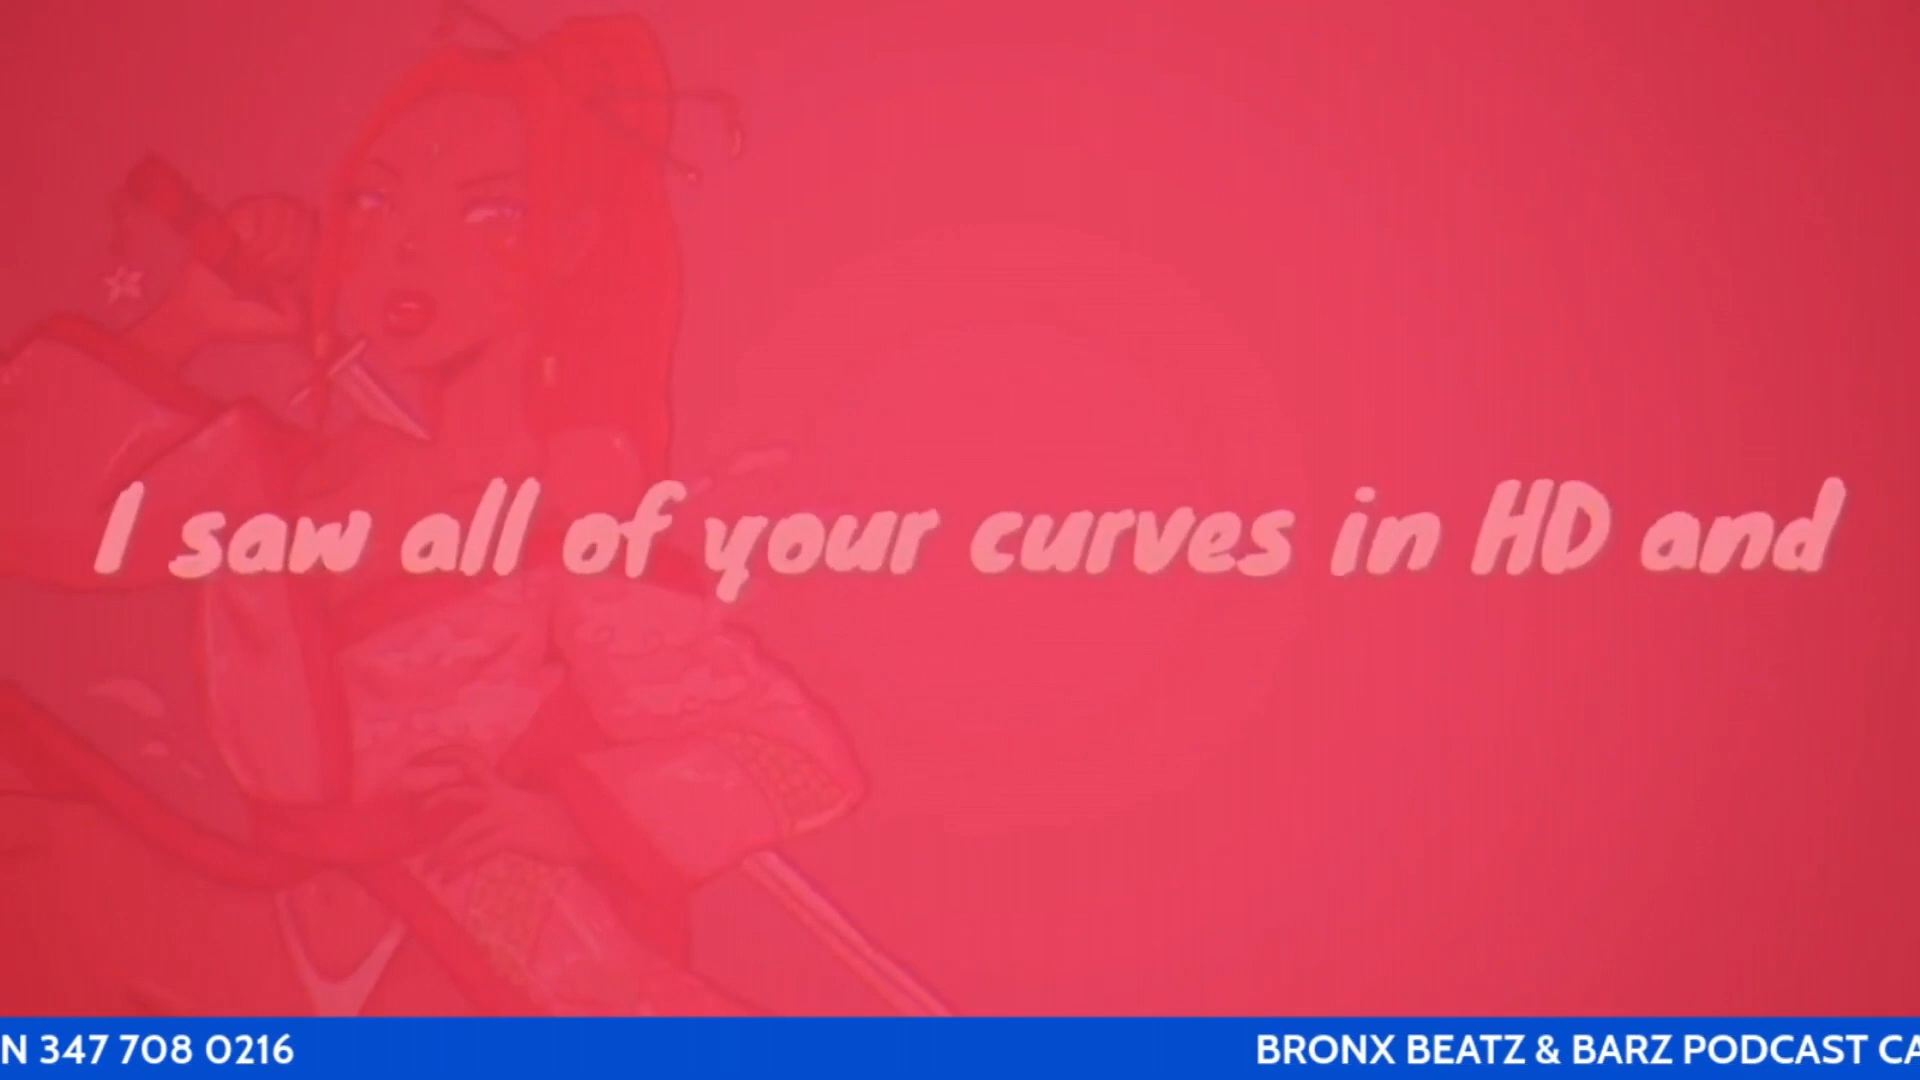 I saw all of your curves in HD and
N 347 708 0216
BRONX BEATZ & BARZ PODCAST CA